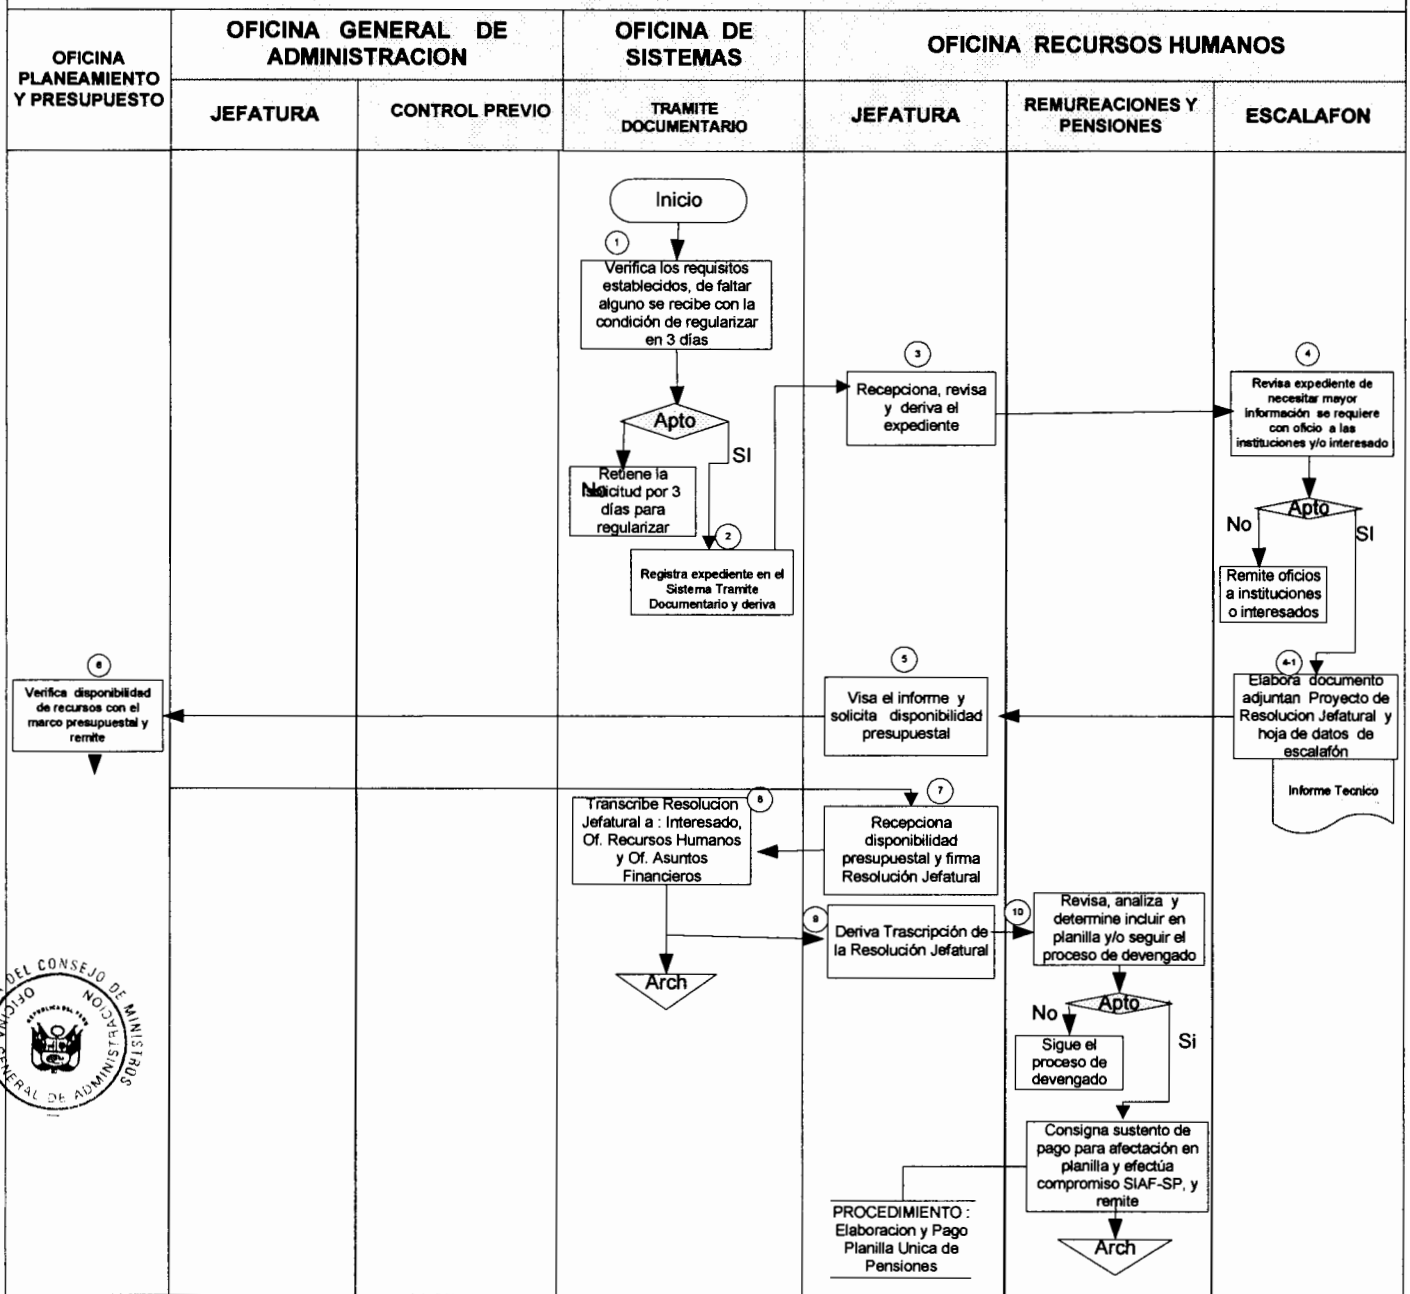 OFICINA
PLANEAMIENTO
Y PRESUPUESTO
OFICINA GENERAL DE
ADMINISTRACION
OFICINA DE
SISTEMAS
OFICINA RECURSOS HUMANOS
JEFATURA
CONTROL PREVIO
TRAMITE
DOCUMENTARIO
JEFATURA
REMUREACIONES Y
PENSIONES
ESCALAFON
Inicio
1
Verifica los requisitos
establecidos, de faltar
alguno se recibe con la
condición de regularizar
en 3 días
Apto
SI
No
Retiene la
solicitud por 3
días para
regularizar
2
Registra expediente en el
Sistema Tramite
Documentario y deriva
3
Recepciona, revisa
y deriva el
expediente
4
Revisa expediente de
necesitar mayor
información se requiere
con oficio a las
instituciones y/o interesado
Apto
No
SI
Remite oficios
a instituciones
o interesados
4-1
Elabora documento
adjuntan Proyecto de
Resolucion Jefatural y
hoja de datos de
escalafón
Informe Tecnico
5
Visa el informe y
solicita disponibilidad
presupuestal
6
Verifica disponibilidad
de recursos con el
marco presupuestal y
remite
7
Recepciona
disponibilidad
presupuestal y firma
Resolución Jefatural
8
Transcribe Resolucion
Jefatural a : Interesado,
Of. Recursos Humanos
y Of. Asuntos
Financieros
Arch
9
Deriva Trascripción de
la Resolución Jefatural
10
Revisa, analiza y
determine incluir en
planilla y/o seguir el
proceso de devengado
Apto
No
Si
Sigue el
proceso de
devengado
Consigna sustento de
pago para afectación en
planilla y efectúa
compromiso SIAF-SP, y
remite
Arch
PROCEDIMIENTO :
Elaboracion y Pago
Planilla Unica de
Pensiones
DEL CONSEJO DE MINISTROS
OFICINA GENERAL DE ADMINISTRACION
REPUBLICA DEL PERU